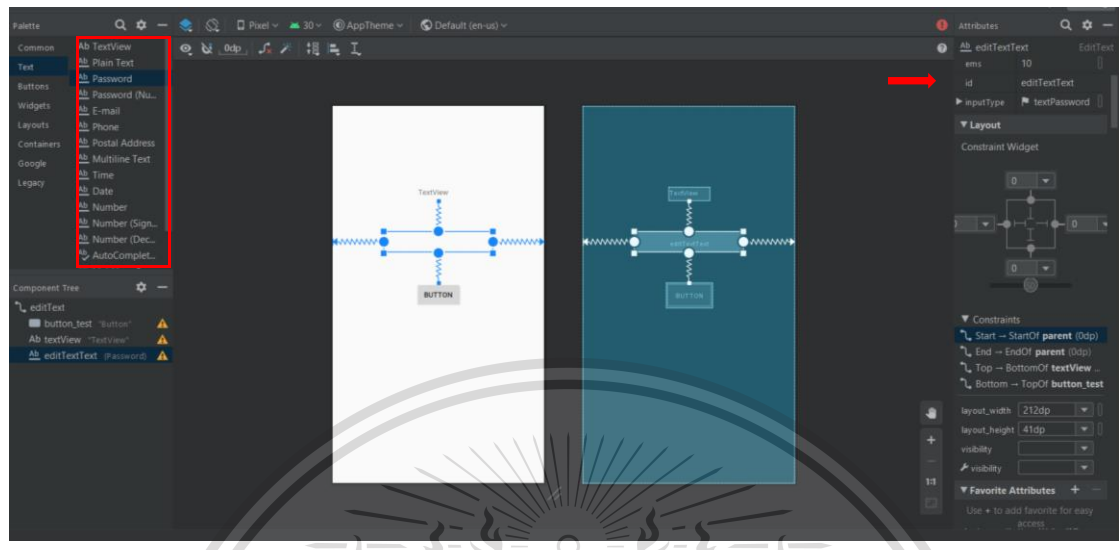 Palette
Pixel
30
AppTheme
Default (en-us)
Attributes
Common
Text
Buttons
Widgets
Layouts
Containers
Google
Legacy
Ab TextView
Ab Plain Text
Ab Password
Ab Password (Nu...
Ab E-mail
Ab Phone
Ab Postal Address
Ab Multiline Text
Ab Time
Ab Date
Ab Number
Ab Number (Sign...
Ab Number (Dec...
Ab AutoComplet...
0dp
Component Tree
editText
button_test "Button"
Ab textView "TextView"
Ab editTextText (Password)
TextView
BUTTON
TextView
editTextText
BUTTON
1:1
Ab editTextText EditText
ems 10
id editTextText
inputType textPassword
Layout
Constraint Widget
0
0
0
0
50
Constraints
Start → StartOf parent (0dp)
End → EndOf parent (0dp)
Top → BottomOf textView ..
Bottom → TopOf button_test
layout_width 212dp
layout_height 41dp
visibility
visibility
Favorite Attributes
Use + to add favorite for easy
access